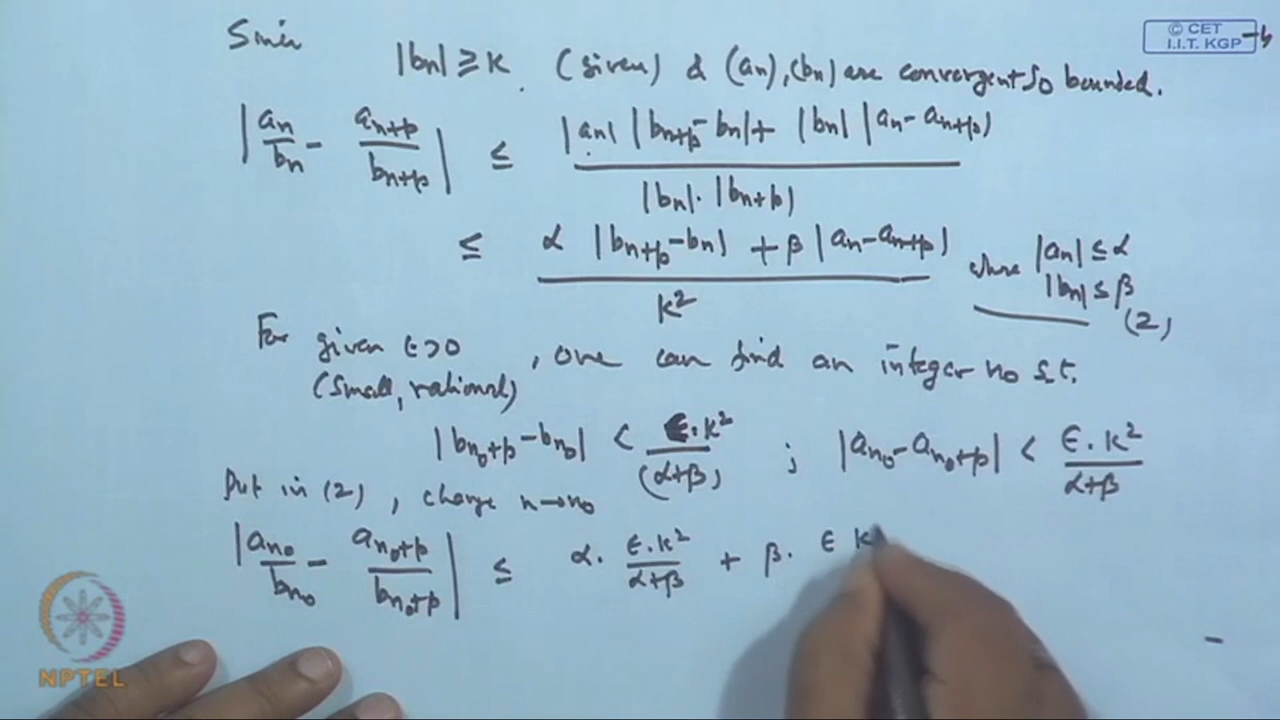 © CET
I.I.T. KGP
Since |bn| ≥ K. (given) & (an), (bn) are convergent so bounded.
| an/bn - an+p/bn+p | ≤ |an| |bn+p - bn| + |bn| |an - an+p| / |bn|. |bn+p|
≤ α |bn+p - bn| + β |an - an+p| / K² where |an| ≤ α
|bn| ≤ β
(2)
For given ε>0, one can find an integer n0 s.t.
(small, rational)
|bn0+p - bn0| < ε.K² / (α+β) ; |an0 - an0+p| < ε.K² / α+β
Put in (2), change n→n0
| an0/bn0 - an0+p/bn0+p | ≤ α. ε.K²/α+β + β. ε K
NPTEL